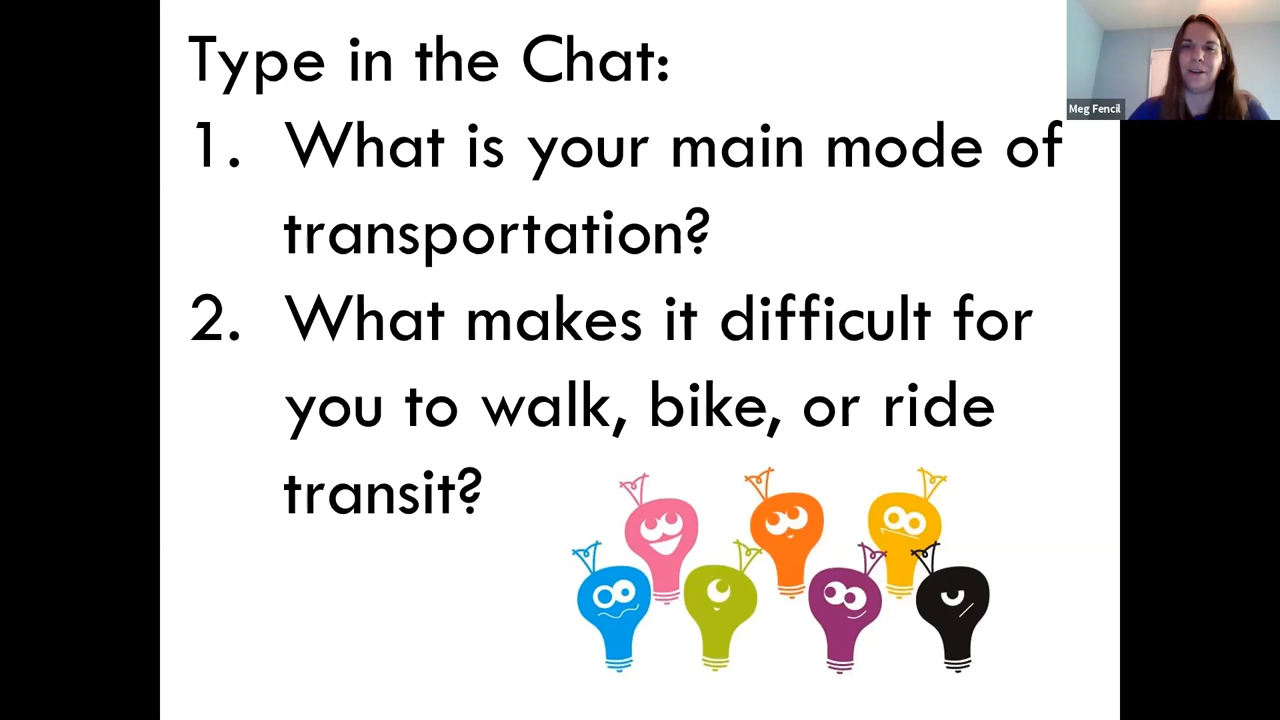 Type in the Chat:
1. What is your main mode of
transportation?
2. What makes it difficult for
you to walk, bike, or ride
transit?
Meg Fencil